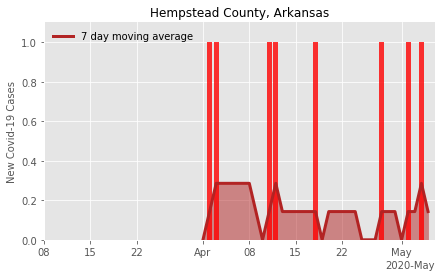 Hempstead County, Arkansas
7 day moving average
New Covid-19 Cases
1.0
0.8
0.6
0.4
0.2
0.0
08 15 22 Apr 08 15 22 May
2020-May